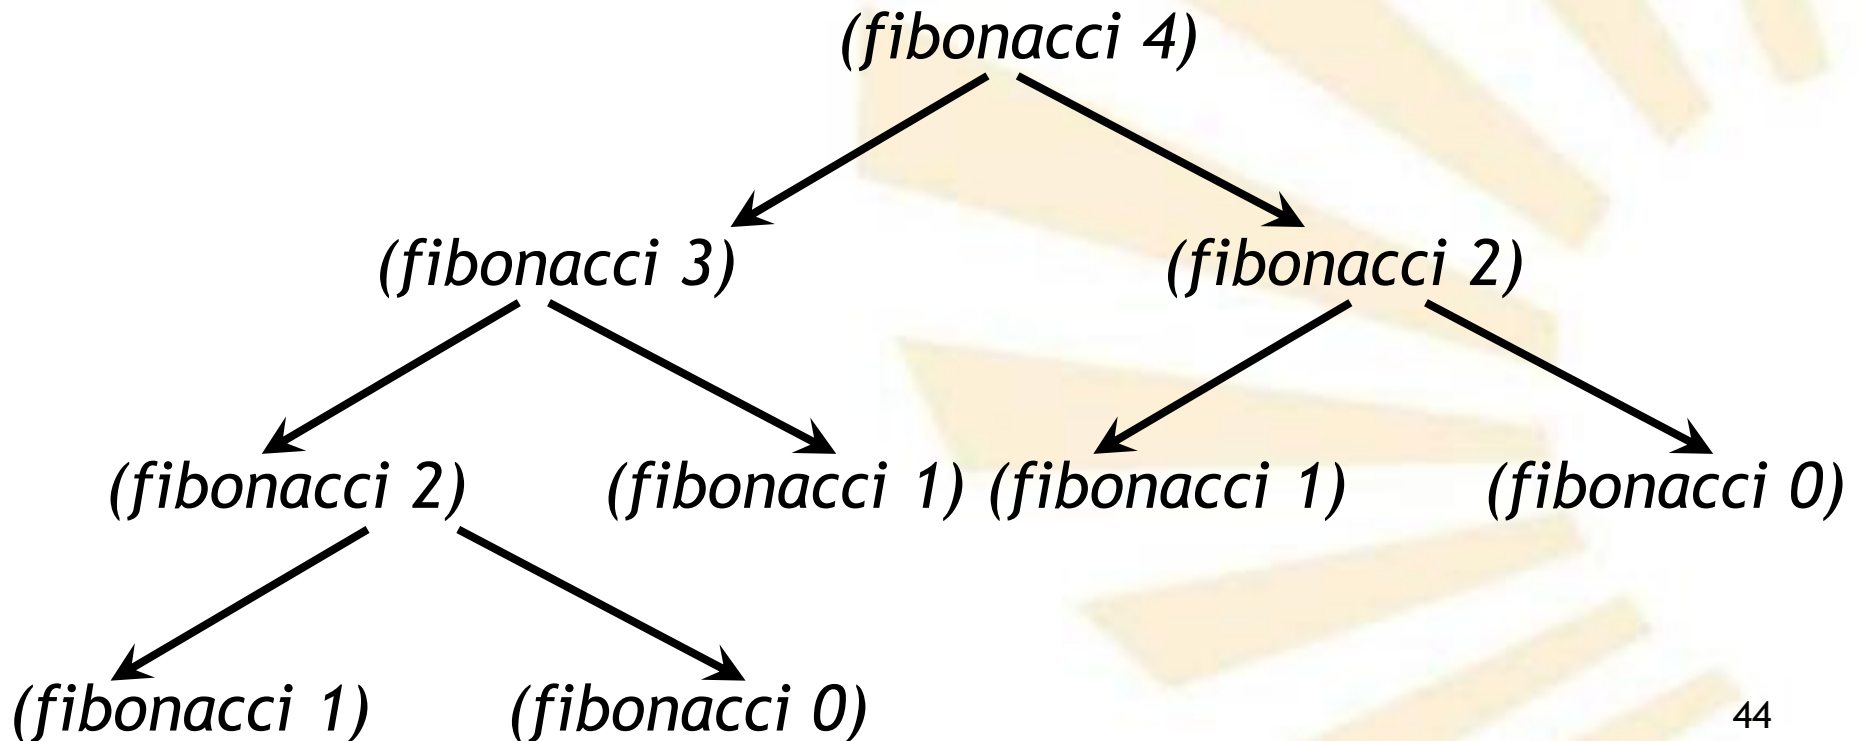 (fibonacci 4)
(fibonacci 3) (fibonacci 2)
(fibonacci 2) (fibonacci 1) (fibonacci 1) (fibonacci 0)
(fibonacci 1) (fibonacci 0)
44